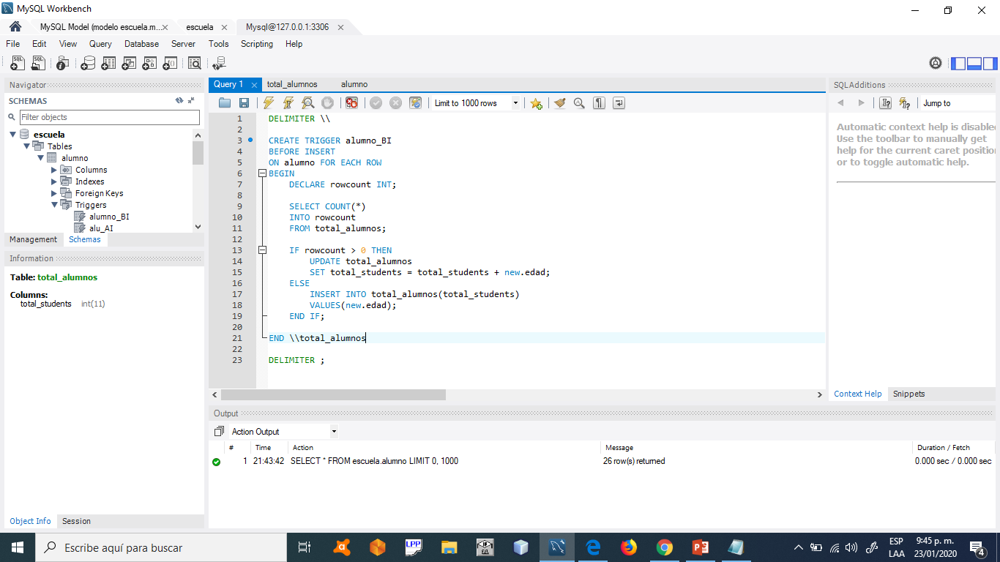 MySQL Workbench
MySQL Model (modelo escuela.m... escuela Mysql@127.0.0.1:3306
File Edit View Query Database Server Tools Scripting Help
Navigator
SCHEMAS
Filter objects
escuela
Tables
alumno
Columns
Indexes
Foreign Keys
Triggers
alumno_BI
alu_AI
Management Schemas
Information
Table: total_alumnos
Columns:
total_students int(11)
Object Info Session
Query 1 total_alumnos alumno
Limit to 1000 rows
1 DELIMITER \\
2
3 CREATE TRIGGER alumno_BI
4 BEFORE INSERT
5 ON alumno FOR EACH ROW
6 BEGIN
7 DECLARE rowcount INT;
8
9 SELECT COUNT(*)
10 INTO rowcount
11 FROM total_alumnos;
12
13 IF rowcount > 0 THEN
14 UPDATE total_alumnos
15 SET total_students = total_students + new.edad;
16 ELSE
17 INSERT INTO total_alumnos(total_students)
18 VALUES(new.edad);
19 END IF;
20
21 END \\total_alumnos
22
23 DELIMITER ;
SQLAdditions
Jump to
Automatic context help is disable
Use the toolbar to manually get
help for the current caret position
or to toggle automatic help.
Context Help Snippets
Output
Action Output
# Time Action Message Duration / Fetch
1 21:43:42 SELECT * FROM escuela.alumno LIMIT 0, 1000 26 row(s) returned 0.000 sec / 0.000 sec
Escribe aquí para buscar
LPP
ESP
LAA
9:45 p. m.
23/01/2020
4